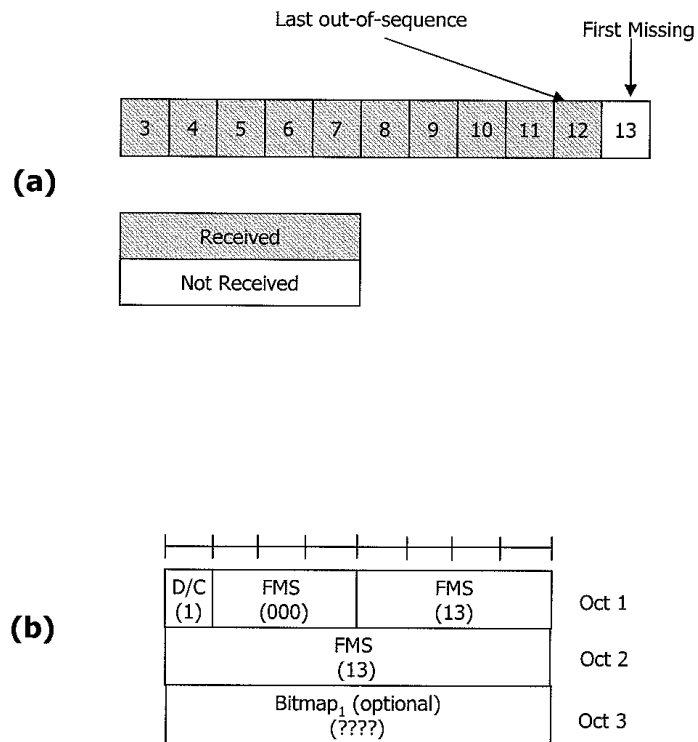 Last out-of-sequence
First Missing
3 4 5 6 7 8 9 10 11 12 13
(a)
Received
Not Received
D/C FMS FMS
(1) (000) (13)
Oct 1
(b)
FMS
(13)
Oct 2
Bitmap₁ (optional)
(????)
Oct 3